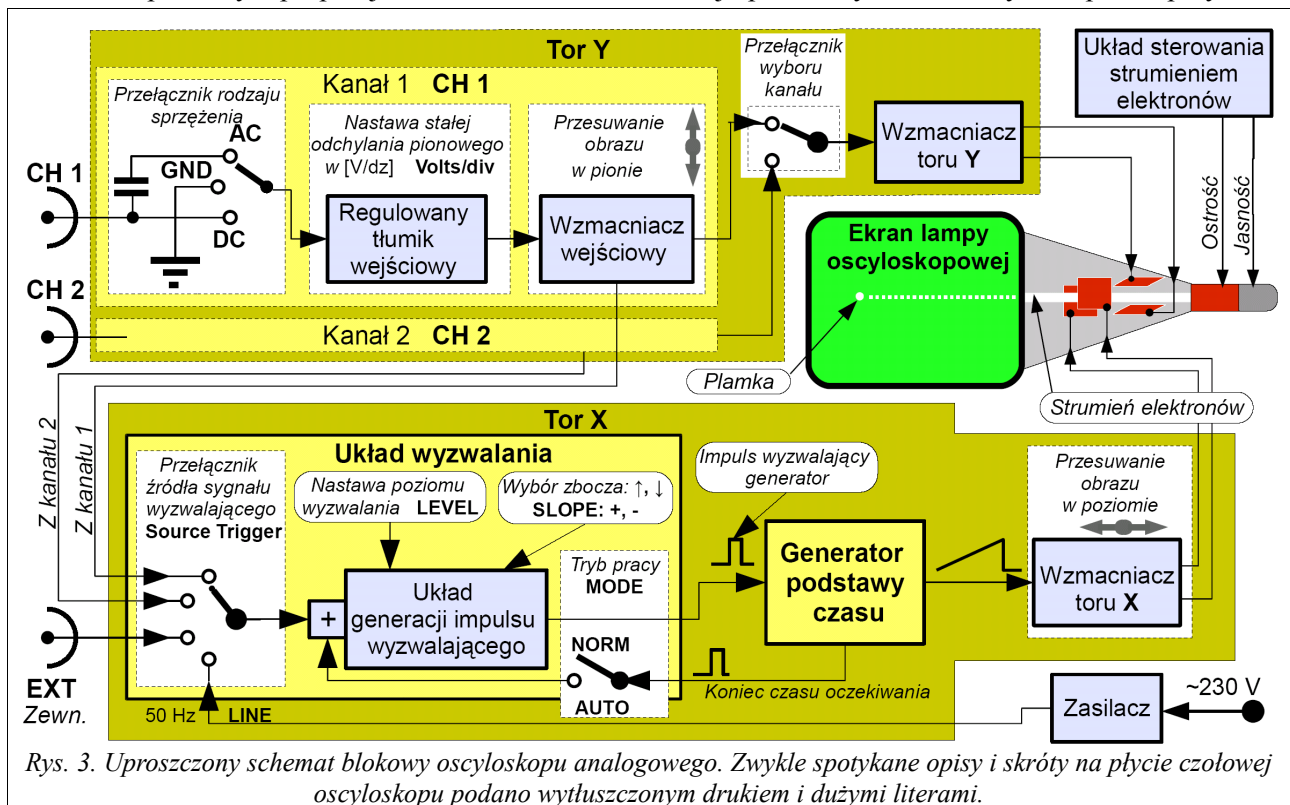 Tor Y
Kanał 1 CH 1
Przełącznik rodzaju
sprzężenia
AC
GND
DC
CH 1
Nastawa stałej
odchylania pionowego
w [V/dz] Volts/div
Regulowany
tłumik
wejściowy
Przesuwanie
obrazu
w pionie
Wzmacniacz
wejściowy
Przełącznik
wyboru
kanału
Wzmacniacz
toru Y
Układ sterowania
strumieniem
elektronów
Ostrość
Jasność
Ekran lampy
oscyloskopowej
CH 2
Kanał 2 CH 2
Plamka
Strumień elektronów
Z kanału 2
Z kanału 1
Tor X
Układ wyzwalania
Przełącznik
źródła sygnału
wyzwalającego
Source Trigger
Nastawa poziomu
wyzwalania LEVEL
Wybór zbocza: ↑, ↓
SLOPE: +, -
Impuls wyzwalający
generator
+
Układ
generacji impulsu
wyzwalającego
Tryb pracy
MODE
NORM
AUTO
Generator
podstawy
czasu
Koniec czasu oczekiwania
Przesuwanie
obrazu
w poziomie
Wzmacniacz
toru X
EXT
Zewn.
50 Hz LINE
Zasilacz
~230 V
Rys. 3. Uproszczony schemat blokowy oscyloskopu analogowego. Zwykle spotykane opisy i skróty na płycie czołowej
oscyloskopu podano wytłuszczonym drukiem i dużymi literami.